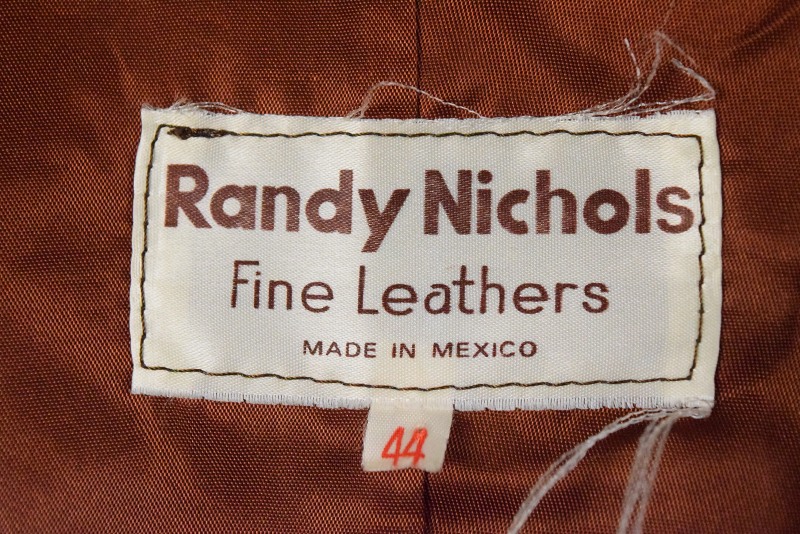 Randy Nichols
Fine Leathers
MADE IN MEXICO
44